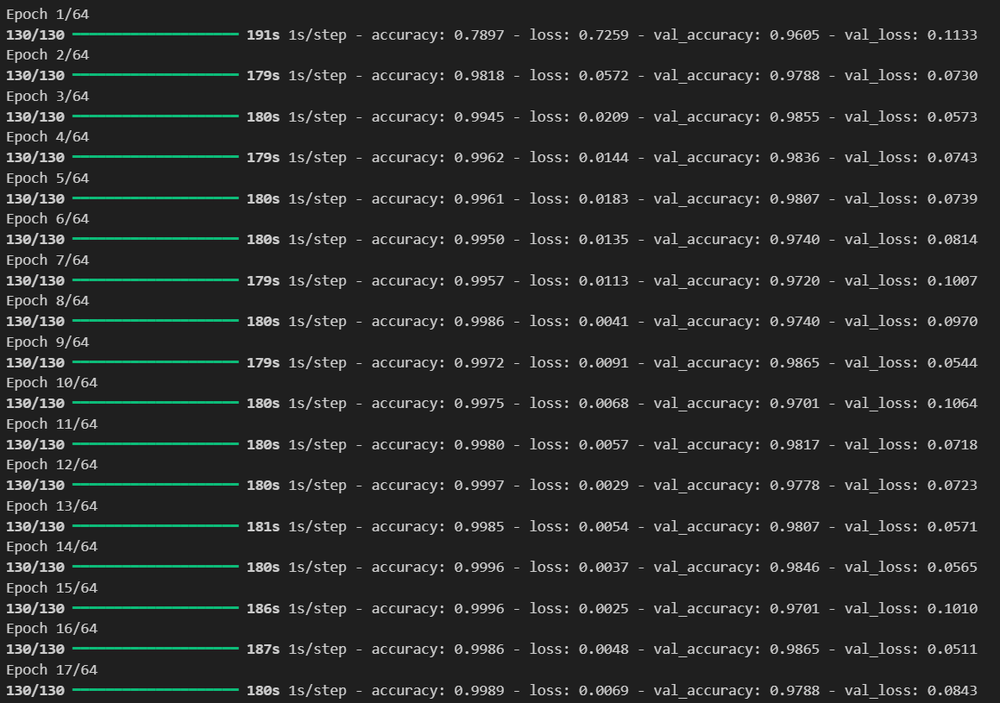 Epoch 1/64
130/130 191s 1s/step - accuracy: 0.7897 - loss: 0.7259 - val_accuracy: 0.9605 - val_loss: 0.1133
Epoch 2/64
130/130 179s 1s/step - accuracy: 0.9818 - loss: 0.0572 - val_accuracy: 0.9788 - val_loss: 0.0730
Epoch 3/64
130/130 180s 1s/step - accuracy: 0.9945 - loss: 0.0209 - val_accuracy: 0.9855 - val_loss: 0.0573
Epoch 4/64
130/130 179s 1s/step - accuracy: 0.9962 - loss: 0.0144 - val_accuracy: 0.9836 - val_loss: 0.0743
Epoch 5/64
130/130 180s 1s/step - accuracy: 0.9961 - loss: 0.0183 - val_accuracy: 0.9807 - val_loss: 0.0739
Epoch 6/64
130/130 180s 1s/step - accuracy: 0.9950 - loss: 0.0135 - val_accuracy: 0.9740 - val_loss: 0.0814
Epoch 7/64
130/130 179s 1s/step - accuracy: 0.9957 - loss: 0.0113 - val_accuracy: 0.9720 - val_loss: 0.1007
Epoch 8/64
130/130 180s 1s/step - accuracy: 0.9986 - loss: 0.0041 - val_accuracy: 0.9740 - val_loss: 0.0970
Epoch 9/64
130/130 179s 1s/step - accuracy: 0.9972 - loss: 0.0091 - val_accuracy: 0.9865 - val_loss: 0.0544
Epoch 10/64
130/130 180s 1s/step - accuracy: 0.9975 - loss: 0.0068 - val_accuracy: 0.9701 - val_loss: 0.1064
Epoch 11/64
130/130 180s 1s/step - accuracy: 0.9980 - loss: 0.0057 - val_accuracy: 0.9817 - val_loss: 0.0718
Epoch 12/64
130/130 180s 1s/step - accuracy: 0.9997 - loss: 0.0029 - val_accuracy: 0.9778 - val_loss: 0.0723
Epoch 13/64
130/130 181s 1s/step - accuracy: 0.9985 - loss: 0.0054 - val_accuracy: 0.9807 - val_loss: 0.0571
Epoch 14/64
130/130 180s 1s/step - accuracy: 0.9996 - loss: 0.0037 - val_accuracy: 0.9846 - val_loss: 0.0565
Epoch 15/64
130/130 186s 1s/step - accuracy: 0.9996 - loss: 0.0025 - val_accuracy: 0.9701 - val_loss: 0.1010
Epoch 16/64
130/130 187s 1s/step - accuracy: 0.9986 - loss: 0.0048 - val_accuracy: 0.9865 - val_loss: 0.0511
Epoch 17/64
130/130 180s 1s/step - accuracy: 0.9989 - loss: 0.0069 - val_accuracy: 0.9788 - val_loss: 0.0843